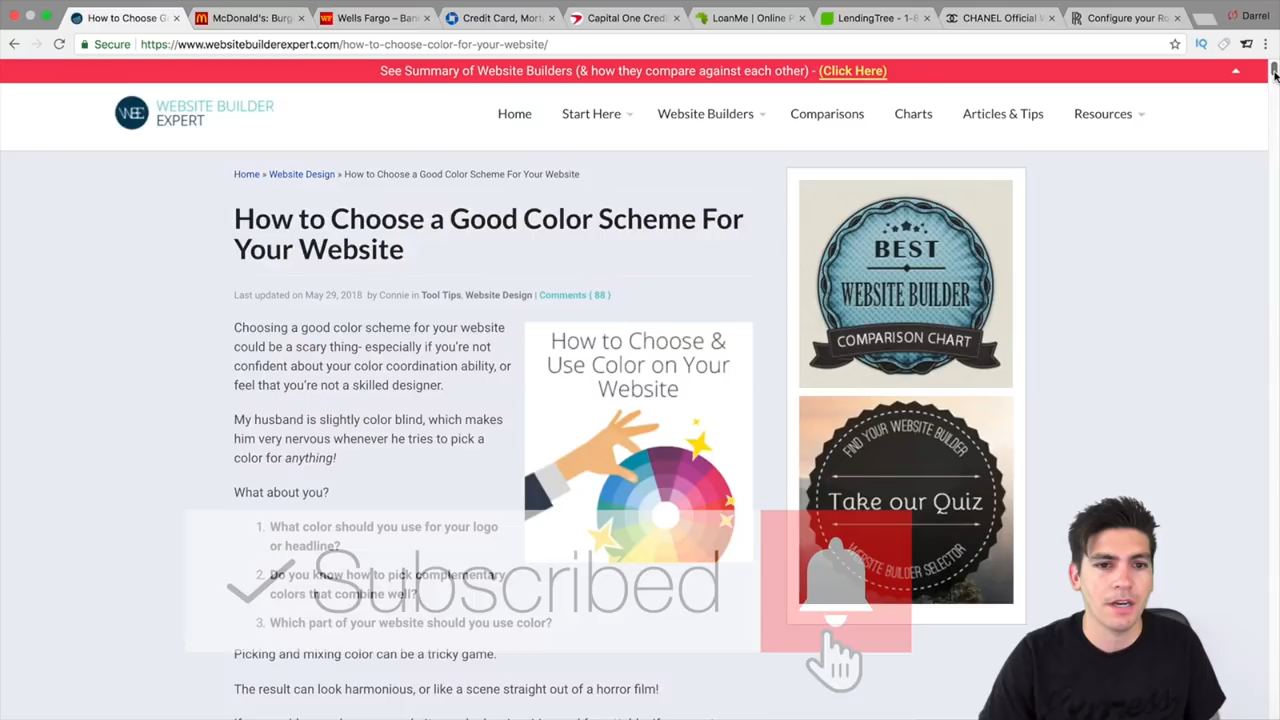 How to Choose G
McDonald's: Burge
Wells Fargo – Ban
Credit Card, Mort
Capital One Cred
LoanMe | Online P
LendingTree - 1-8
CHANEL Official W
Configure your Ro
Darrel
Secure
https://www.websitebuilderexpert.com/how-to-choose-color-for-your-website/
IQ
See Summary of Website Builders (& how they compare against each other) - (Click Here)
WBE
WEBSITE BUILDER
EXPERT
Home
Start Here
Website Builders
Comparisons
Charts
Articles & Tips
Resources
Home » Website Design » How to Choose a Good Color Scheme For Your Website
How to Choose a Good Color Scheme For
Your Website
Last updated on May 29, 2018 by Connie in Tool Tips, Website Design | Comments ( 88 )
Choosing a good color scheme for your website
could be a scary thing- especially if you're not
confident about your color coordination ability, or
feel that you're not a skilled designer.
My husband is slightly color blind, which makes
him very nervous whenever he tries to pick a
color for anything!
What about you?
1. What color should you use for your logo
or headline?
2. Do you know how to pick complementary
colors that combine well?
3. Which part of your website should you use color?
Picking and mixing color can be a tricky game.
The result can look harmonious, or like a scene straight out of a horror film!
How to Choose &
Use Color on Your
Website
Subscribed
BEST
WEBSITE BUILDER
COMPARISON CHART
FIND YOUR WEBSITE BUILDER
Take our Quiz
WEBSITE BUILDER SELECTOR